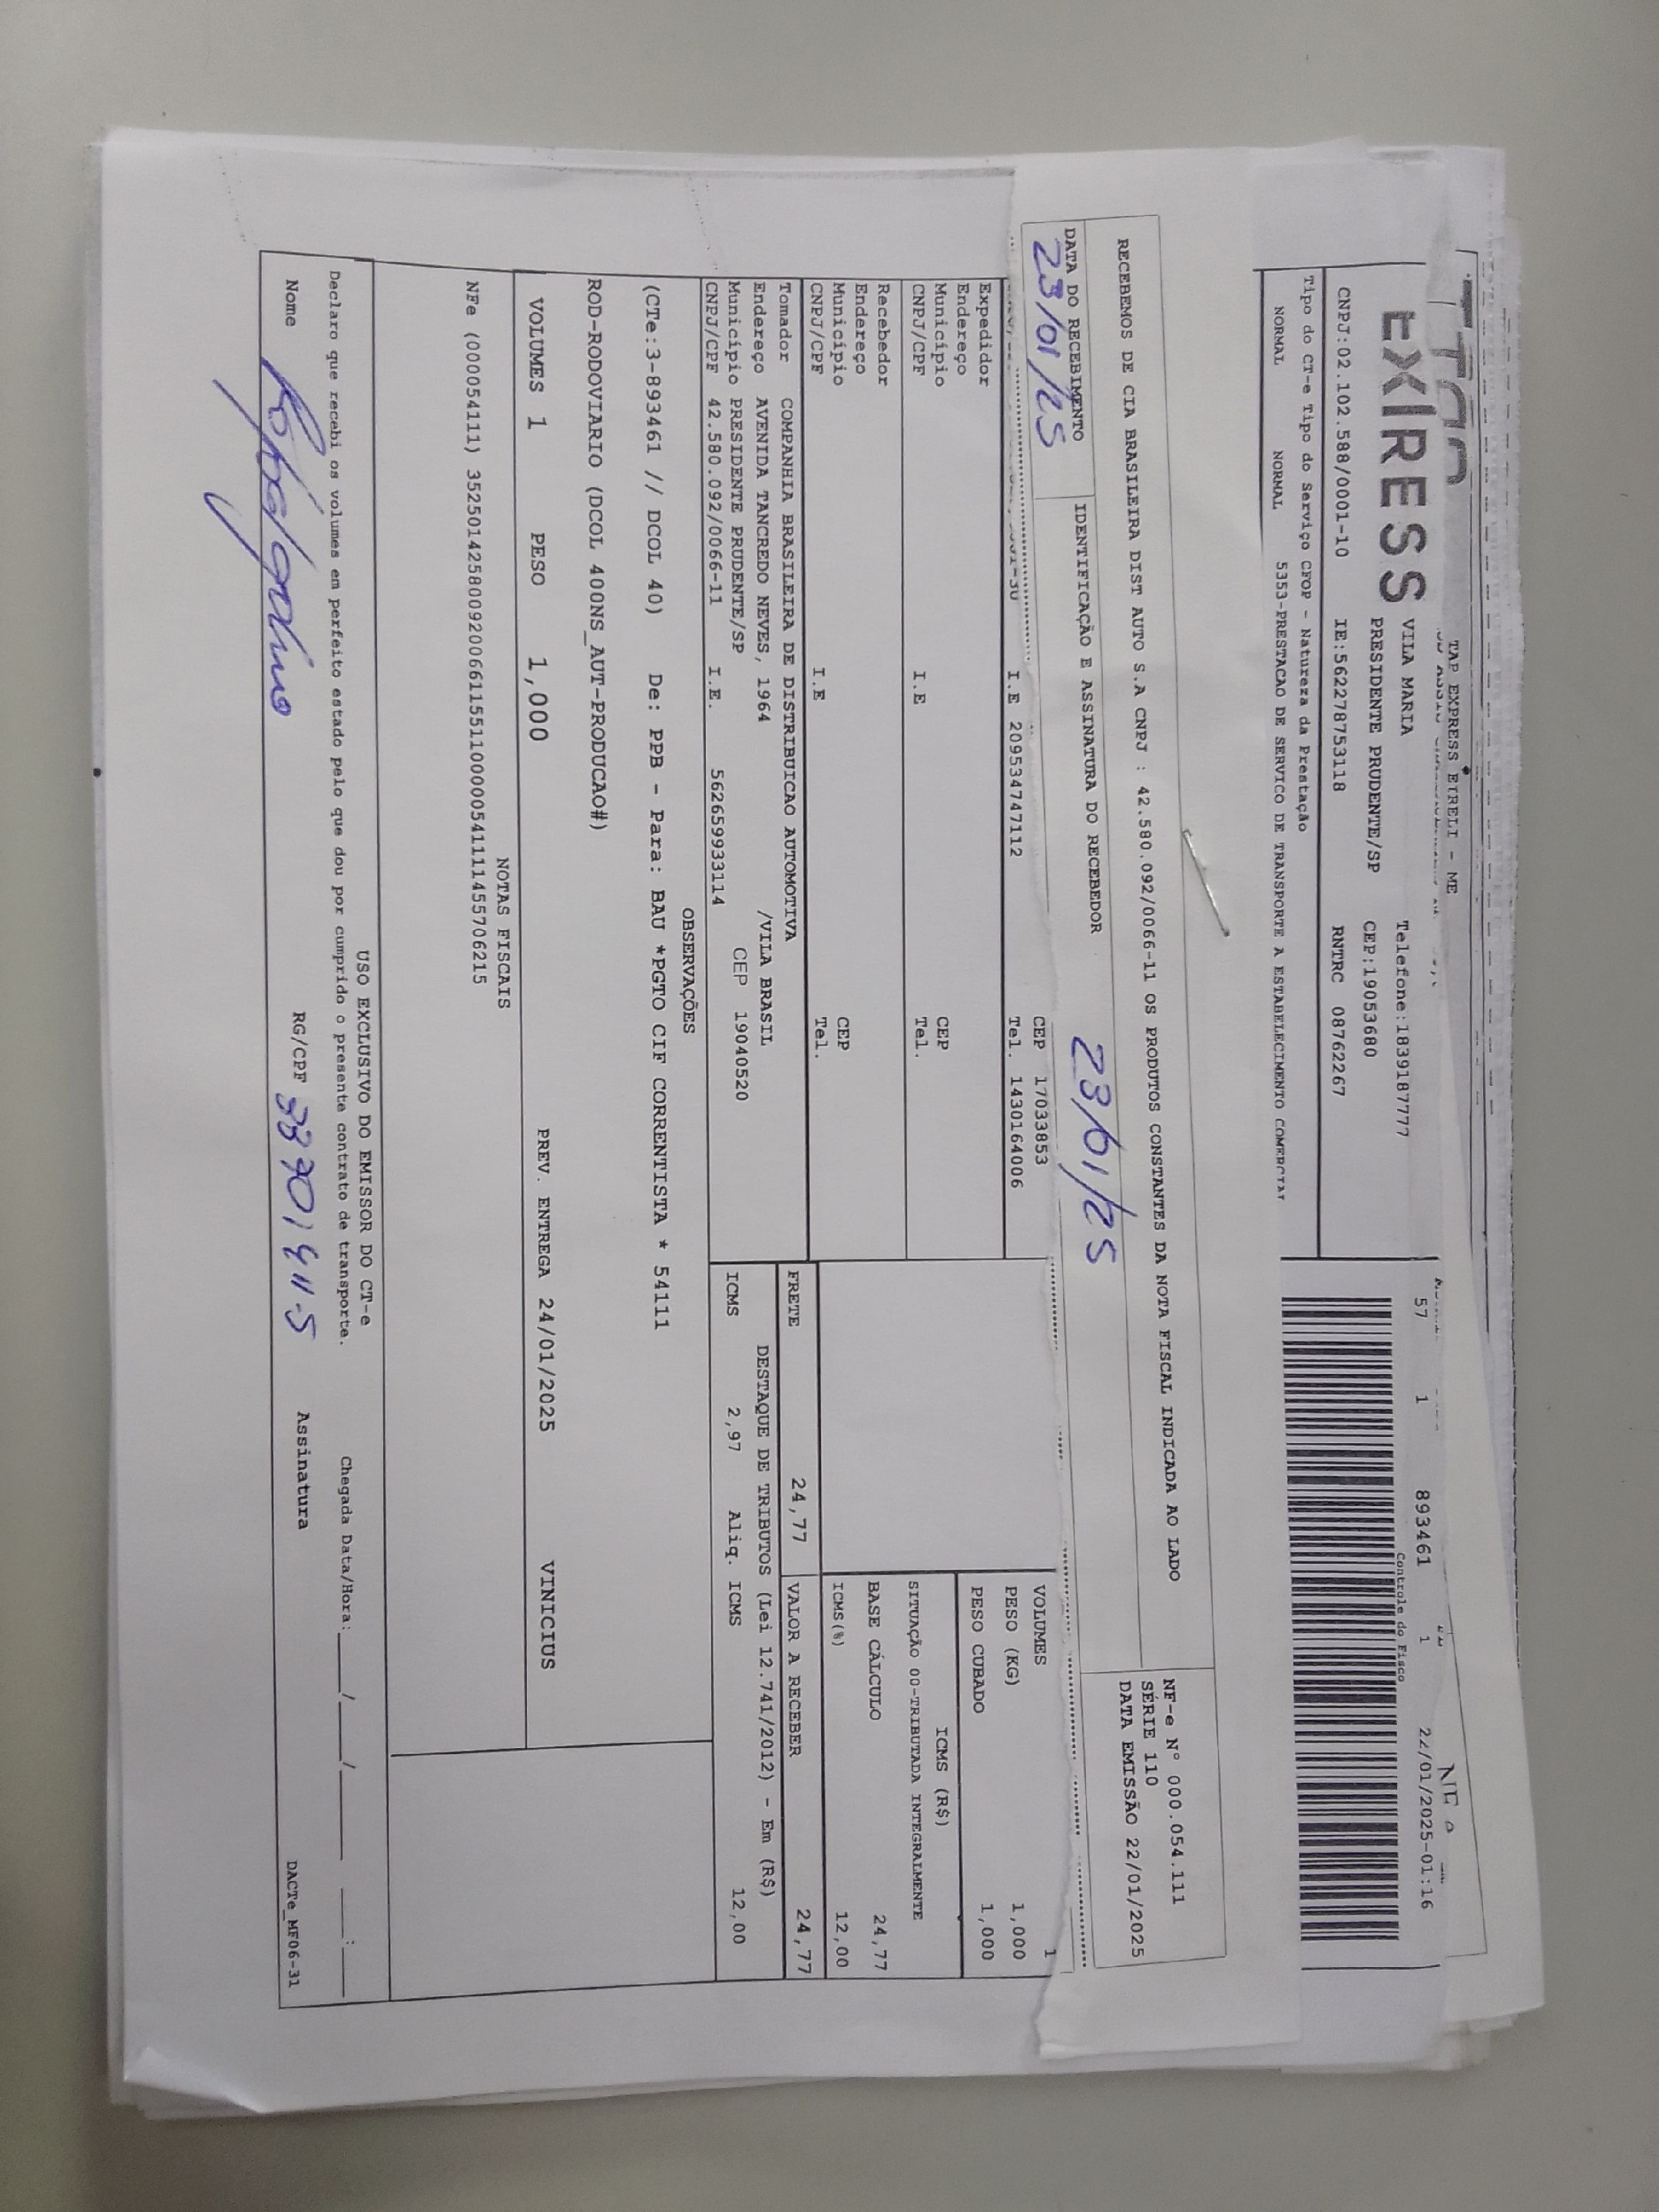 TAP EXPRESS EIRELI - ME
EXPRESS
VILA MARIA
Telefone:1839187777
PRESIDENTE PRUDENTE/SP
CEP:19053680
CNPJ:02.102.588/0001-10
IE:562278753118
RNTRC 08762267
57 1 893461 1 22/01/2025-01:16
Controle do Fisco
Tipo do CT-e Tipo do Serviço CFOP - Natureza da Prestação
NORMAL NORMAL 5353-PRESTACAO DE SERVICO DE TRANSPORTE A ESTABELECIMENTO COMERCIAL
RECEBEMOS DE CIA BRASILEIRA DIST AUTO S.A CNPJ : 42.580.092/0066-11 OS PRODUTOS CONSTANTES DA NOTA FISCAL INDICADA AO LADO
NF-e Nº 000.054.111
SÉRIE 110
DATA EMISSÃO 22/01/2025
DATA DO RECEBIMENTO
23/01/25
IDENTIFICAÇÃO E ASSINATURA DO RECEBEDOR
23/01/25
CEP 17033853
I.E 209534747112 Tel. 1430164006
VOLUMES 1
PESO (KG) 1,000
PESO CUBADO 1,000
Expedidor
Endereço
Município CEP
CNPJ/CPF I.E Tel.
ICMS (R$)
SITUAÇÃO 00-TRIBUTADA INTEGRALMENTE
BASE CÁLCULO 24,77
ICMS(%) 12,00
Recebedor
Endereço
Município CEP
CNPJ/CPF I.E Tel.
Tomador COMPANHIA BRASILEIRA DE DISTRIBUICAO AUTOMOTIVA
Endereço AVENIDA TANCREDO NEVES, 1964 /VILA BRASIL
Município PRESIDENTE PRUDENTE/SP CEP 19040520
CNPJ/CPF 42.580.092/0066-11 I.E. 562659933114
FRETE 24,77 VALOR A RECEBER 24,77
DESTAQUE DE TRIBUTOS (Lei 12.741/2012) - Em (R$)
ICMS 2,97 Aliq. ICMS 12,00
OBSERVAÇÕES
(CTe:3-893461 // DCOL 40) De: PPB - Para: BAU *PGTO CIF CORRENTISTA * 54111
ROD-RODOVIARIO (DCOL 400NS_AUT-PRODUCAO#)
VOLUMES 1 PESO 1,000 PREV. ENTREGA 24/01/2025 VINICIUS
NOTAS FISCAIS
NFe (000054111) 35250142580092006611551100000541111455706215
USO EXCLUSIVO DO EMISSOR DO CT-e
Declaro que recebi os volumes em perfeito estado pelo que dou por cumprido o presente contrato de transporte. Chegada Data/Hora:____/____/____ ____:____
Nome RG/CPF Assinatura
DACTe_MF06-31